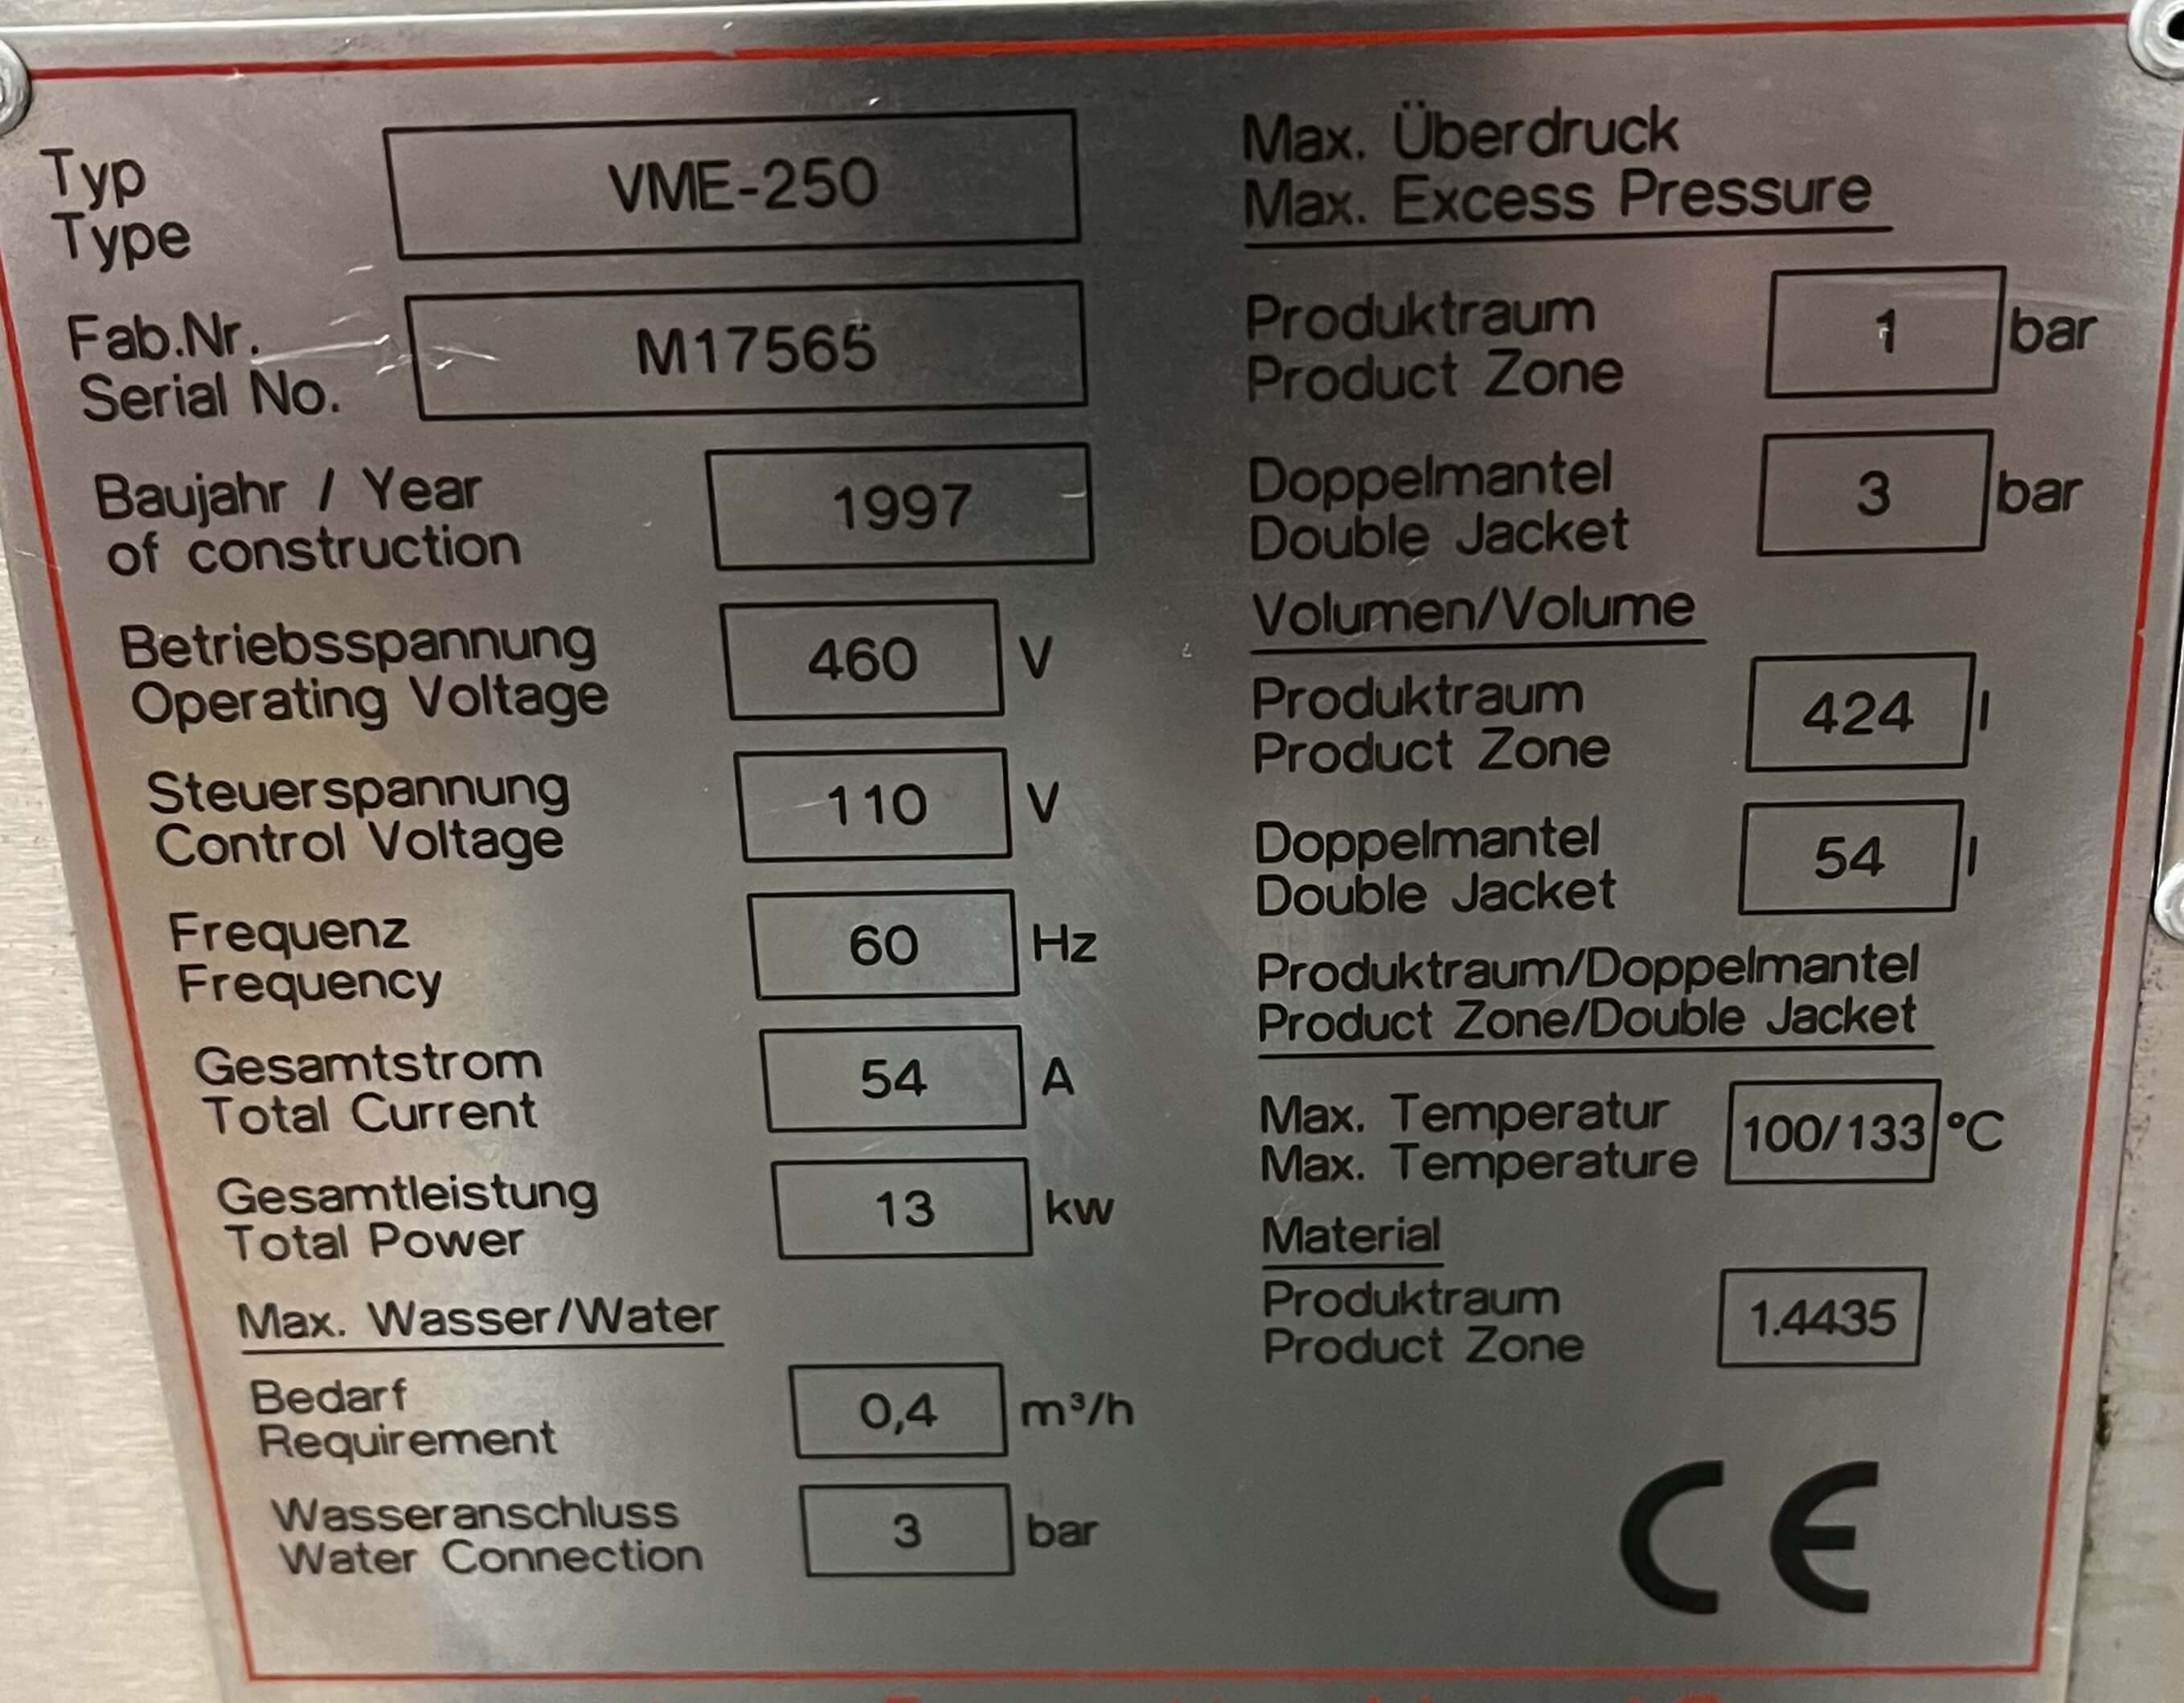 Typ
Type
VME-250
Fab.Nr.
Serial No.
M17565
Baujahr / Year
of construction
1997
Betriebsspannung
Operating Voltage
460 V
Steuerspannung
Control Voltage
110 V
Frequenz
Frequency
60 Hz
Gesamtstrom
Total Current
54 A
Gesamtleistung
Total Power
13 kw
Max. Wasser/Water
Bedarf
Requirement
0,4 m³/h
Wasseranschluss
Water Connection
3 bar
Max. Überdruck
Max. Excess Pressure
Produktraum
Product Zone
1 bar
Doppelmantel
Double Jacket
3 bar
Volumen/Volume
Produktraum
Product Zone
424 l
Doppelmantel
Double Jacket
54 l
Produktraum/Doppelmantel
Product Zone/Double Jacket
Max. Temperatur
Max. Temperature
100/133 °C
Material
Produktraum
Product Zone
1.4435
CE